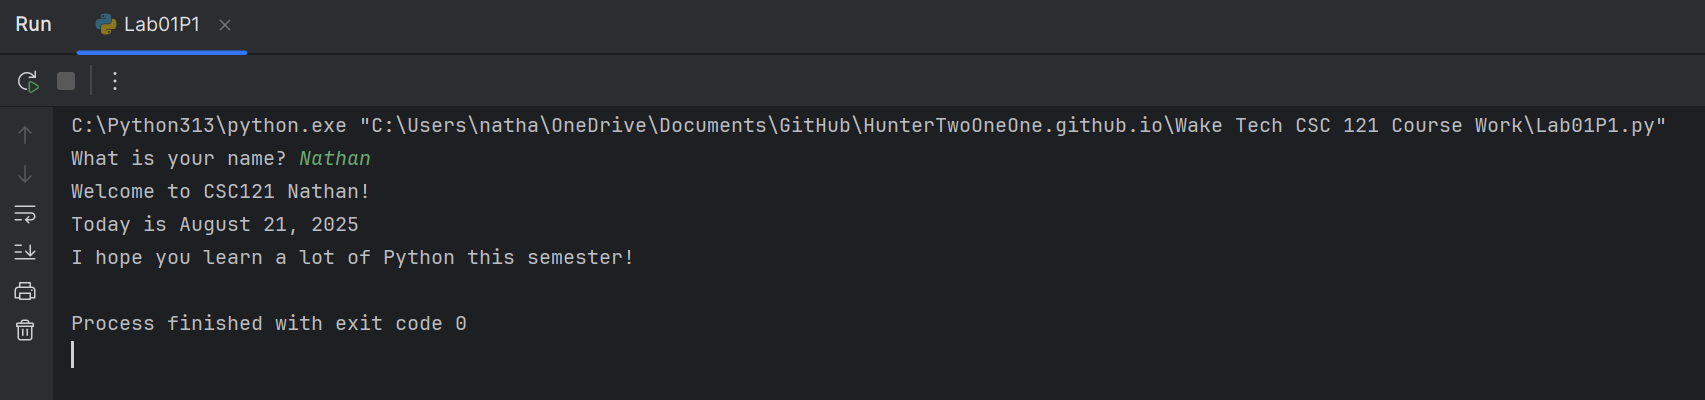 Run Lab01P1
C:\Python313\python.exe "C:\Users\natha\OneDrive\Documents\GitHub\HunterTwoOneOne.github.io\Wake Tech CSC 121 Course Work\Lab01P1.py"
What is your name? Nathan
Welcome to CSC121 Nathan!
Today is August 21, 2025
I hope you learn a lot of Python this semester!
Process finished with exit code 0